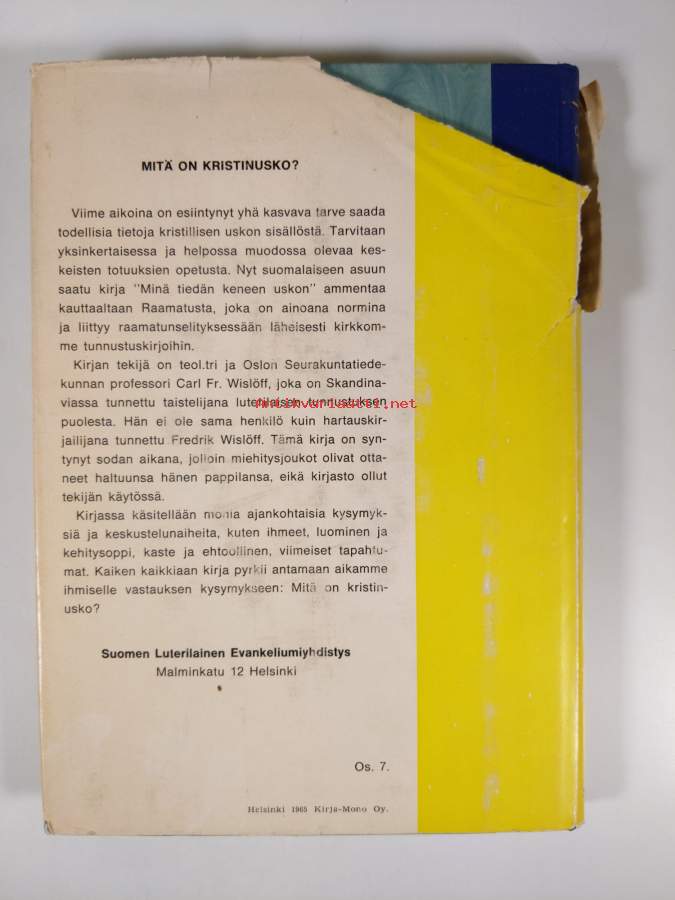 MITÄ ON KRISTINUSKO?
Viime aikoina on esiintynyt yhä kasvava tarve saada
todellisia tietoja kristillisen uskon sisällöstä. Tarvitaan
yksinkertaisessa ja helpossa muodossa olevaa kes-
keisten totuuksien opetusta. Nyt suomalaiseen asuun
saatu kirja "Minä tiedän keneen uskon" ammentaa
kauttaaltaan Raamatusta, joka on ainoana normina
ja liittyy raamatunselityksessään läheisesti kirkkom-
me tunnustuskirjoihin.
Kirjan tekijä on teol.tri ja Oslon Seurakuntatiede-
kunnan professori Carl Fr. Wislöff, joka on Skandina-
viassa tunnettu taistelijana luterilaisen tunnustuksen
Antikvariaatti.net
puolesta. Hän ei ole sama henkilö kuin hartauskir-
jailijana tunnettu Fredrik Wislöff. Tämä kirja on syn-
tynyt sodan aikana, jolloin miehitysjoukot olivat otta-
neet haltuunsa hänen pappilansa, eikä kirjasto ollut
tekijän käytössä.
Kirjassa käsitellään monia ajankohtaisia kysymyk-
siä ja keskustelunaiheita, kuten ihmeet, luominen ja
kehitysoppi, kaste ja ehtoollinen, viimeiset tapahtu-
mat. Kaiken kaikkiaan kirja pyrkii antamaan aikamme
ihmiselle vastauksen kysymykseen: Mitä on kristin-
usko?
Suomen Luterilainen Evankeliumiyhdistys
Malminkatu 12 Helsinki
Os. 7.
Helsinki 1965 Kirja-Mono Oy.